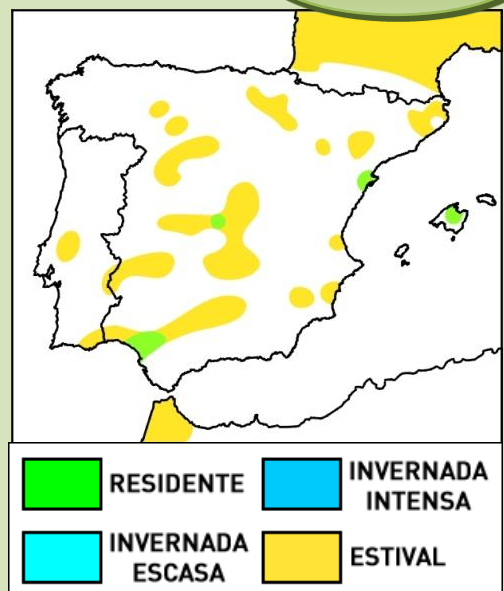 RESIDENTE
INVERNADA
INTENSA
INVERNADA
ESCASA
ESTIVAL